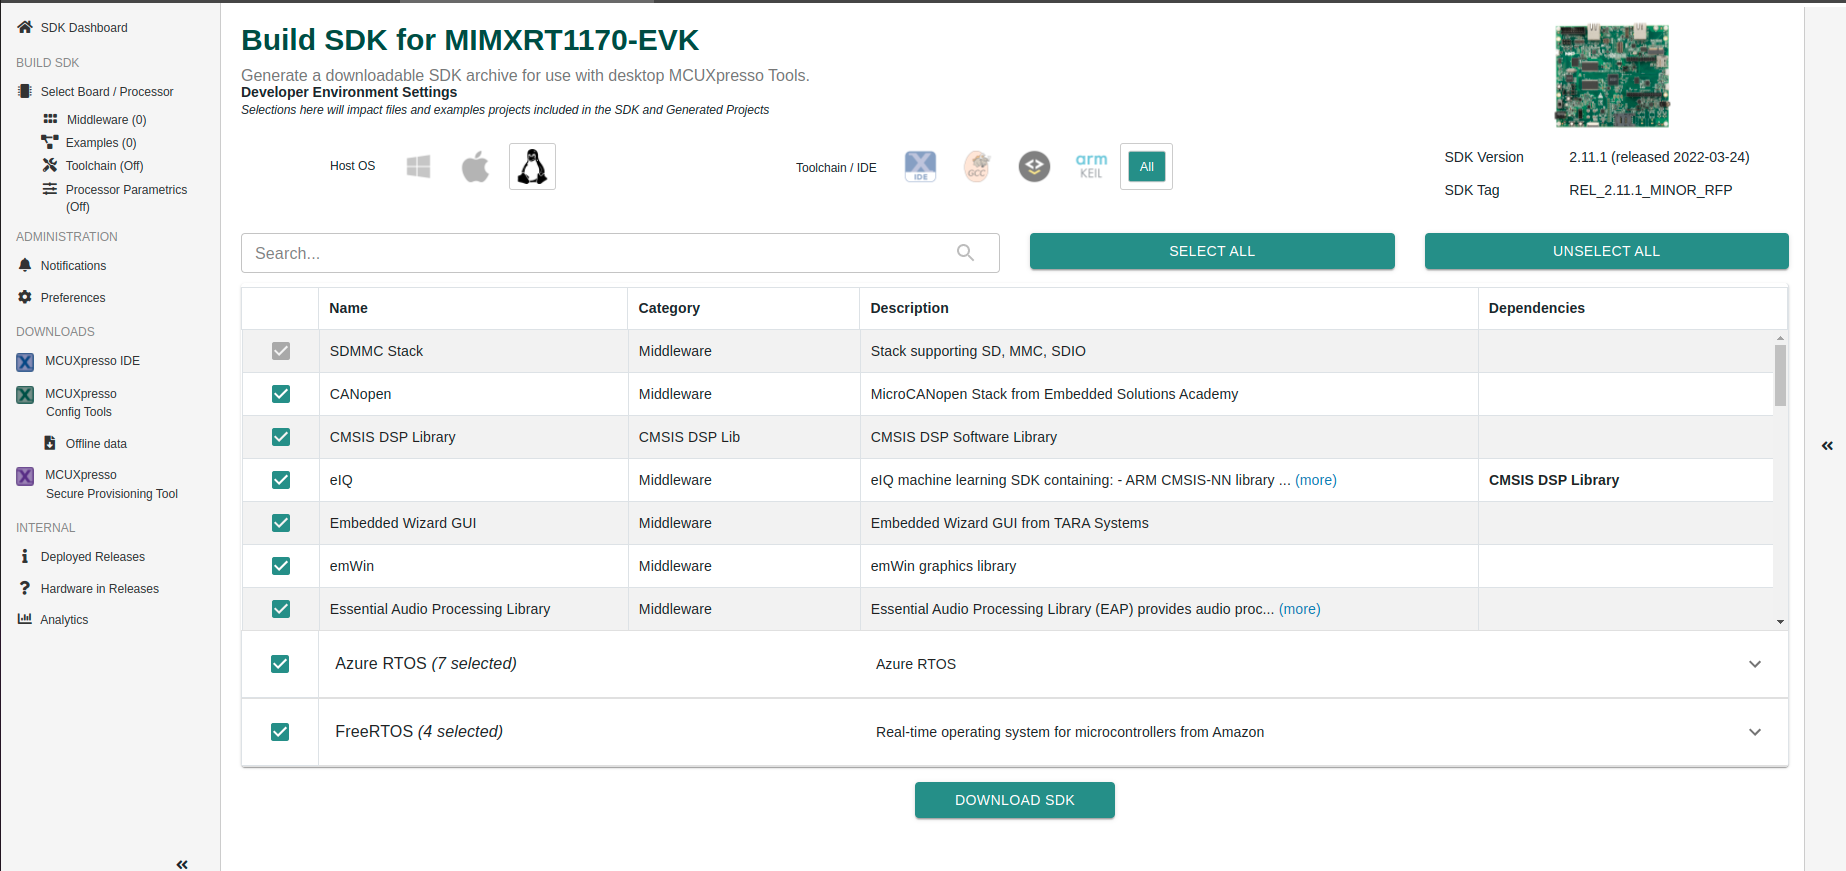 SDK Dashboard
BUILD SDK
Select Board / Processor
Middleware (0)
Examples (0)
Toolchain (Off)
Processor Parametrics
(Off)
ADMINISTRATION
Notifications
Preferences
DOWNLOADS
MCUXpresso IDE
MCUXpresso
Config Tools
Offline data
MCUXpresso
Secure Provisioning Tool
INTERNAL
Deployed Releases
Hardware in Releases
Analytics
Build SDK for MIMXRT1170-EVK
Generate a downloadable SDK archive for use with desktop MCUXpresso Tools.
Developer Environment Settings
Selections here will impact files and examples projects included in the SDK and Generated Projects
Host OS
Toolchain / IDE
IDE
GCC
arm
KEIL
All
SDK Version 2.11.1 (released 2022-03-24)
SDK Tag REL_2.11.1_MINOR_RFP
Search...
SELECT ALL
UNSELECT ALL
Name Category Description Dependencies
SDMMC Stack Middleware Stack supporting SD, MMC, SDIO
CANopen Middleware MicroCANopen Stack from Embedded Solutions Academy
CMSIS DSP Library CMSIS DSP Lib CMSIS DSP Software Library
eIQ Middleware eIQ machine learning SDK containing: - ARM CMSIS-NN library ... (more) CMSIS DSP Library
Embedded Wizard GUI Middleware Embedded Wizard GUI from TARA Systems
emWin Middleware emWin graphics library
Essential Audio Processing Library Middleware Essential Audio Processing Library (EAP) provides audio proc... (more)
Azure RTOS (7 selected) Azure RTOS
FreeRTOS (4 selected) Real-time operating system for microcontrollers from Amazon
DOWNLOAD SDK